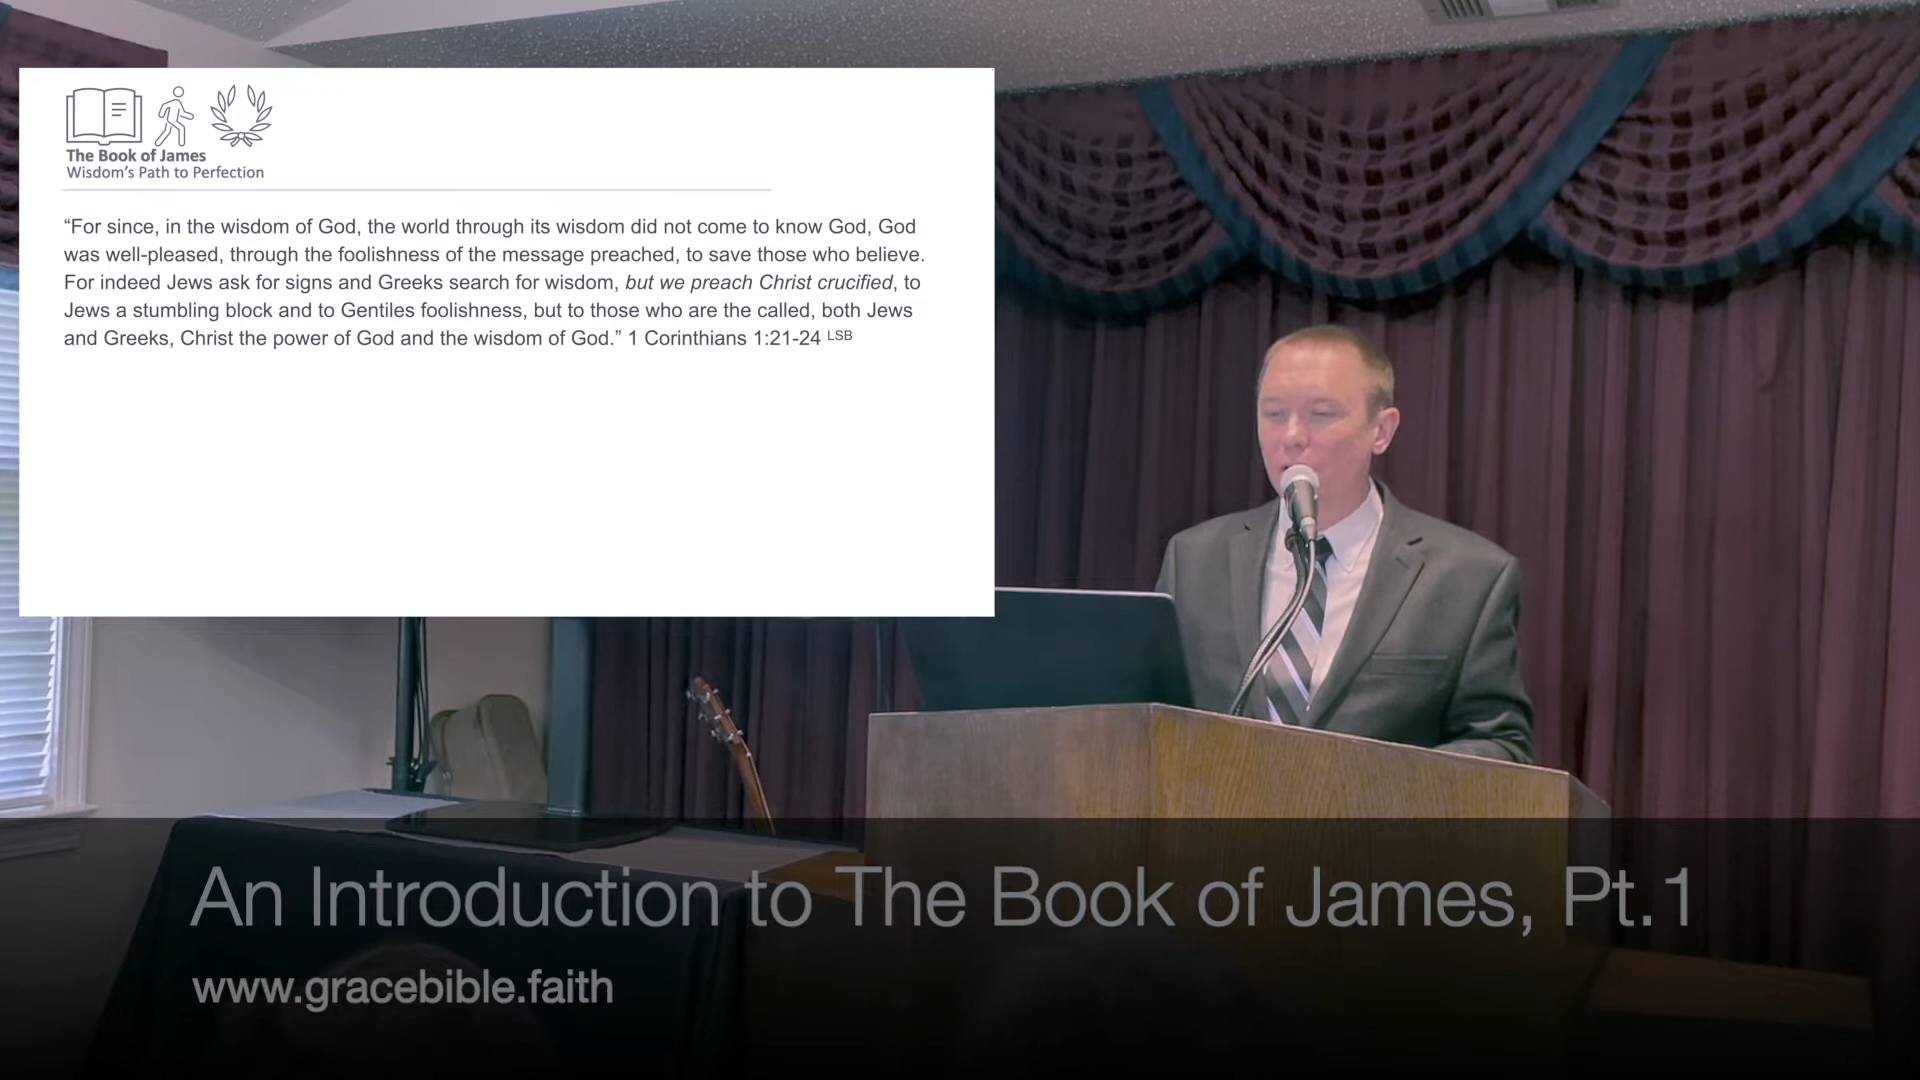 The Book of James
Wisdom’s Path to Perfection
“For since, in the wisdom of God, the world through its wisdom did not come to know God, God
was well-pleased, through the foolishness of the message preached, to save those who believe.
For indeed Jews ask for signs and Greeks search for wisdom, but we preach Christ crucified, to
Jews a stumbling block and to Gentiles foolishness, but to those who are the called, both Jews
and Greeks, Christ the power of God and the wisdom of God.” 1 Corinthians 1:21-24 LSB
An Introduction to The Book of James, Pt.1
www.gracebible.faith